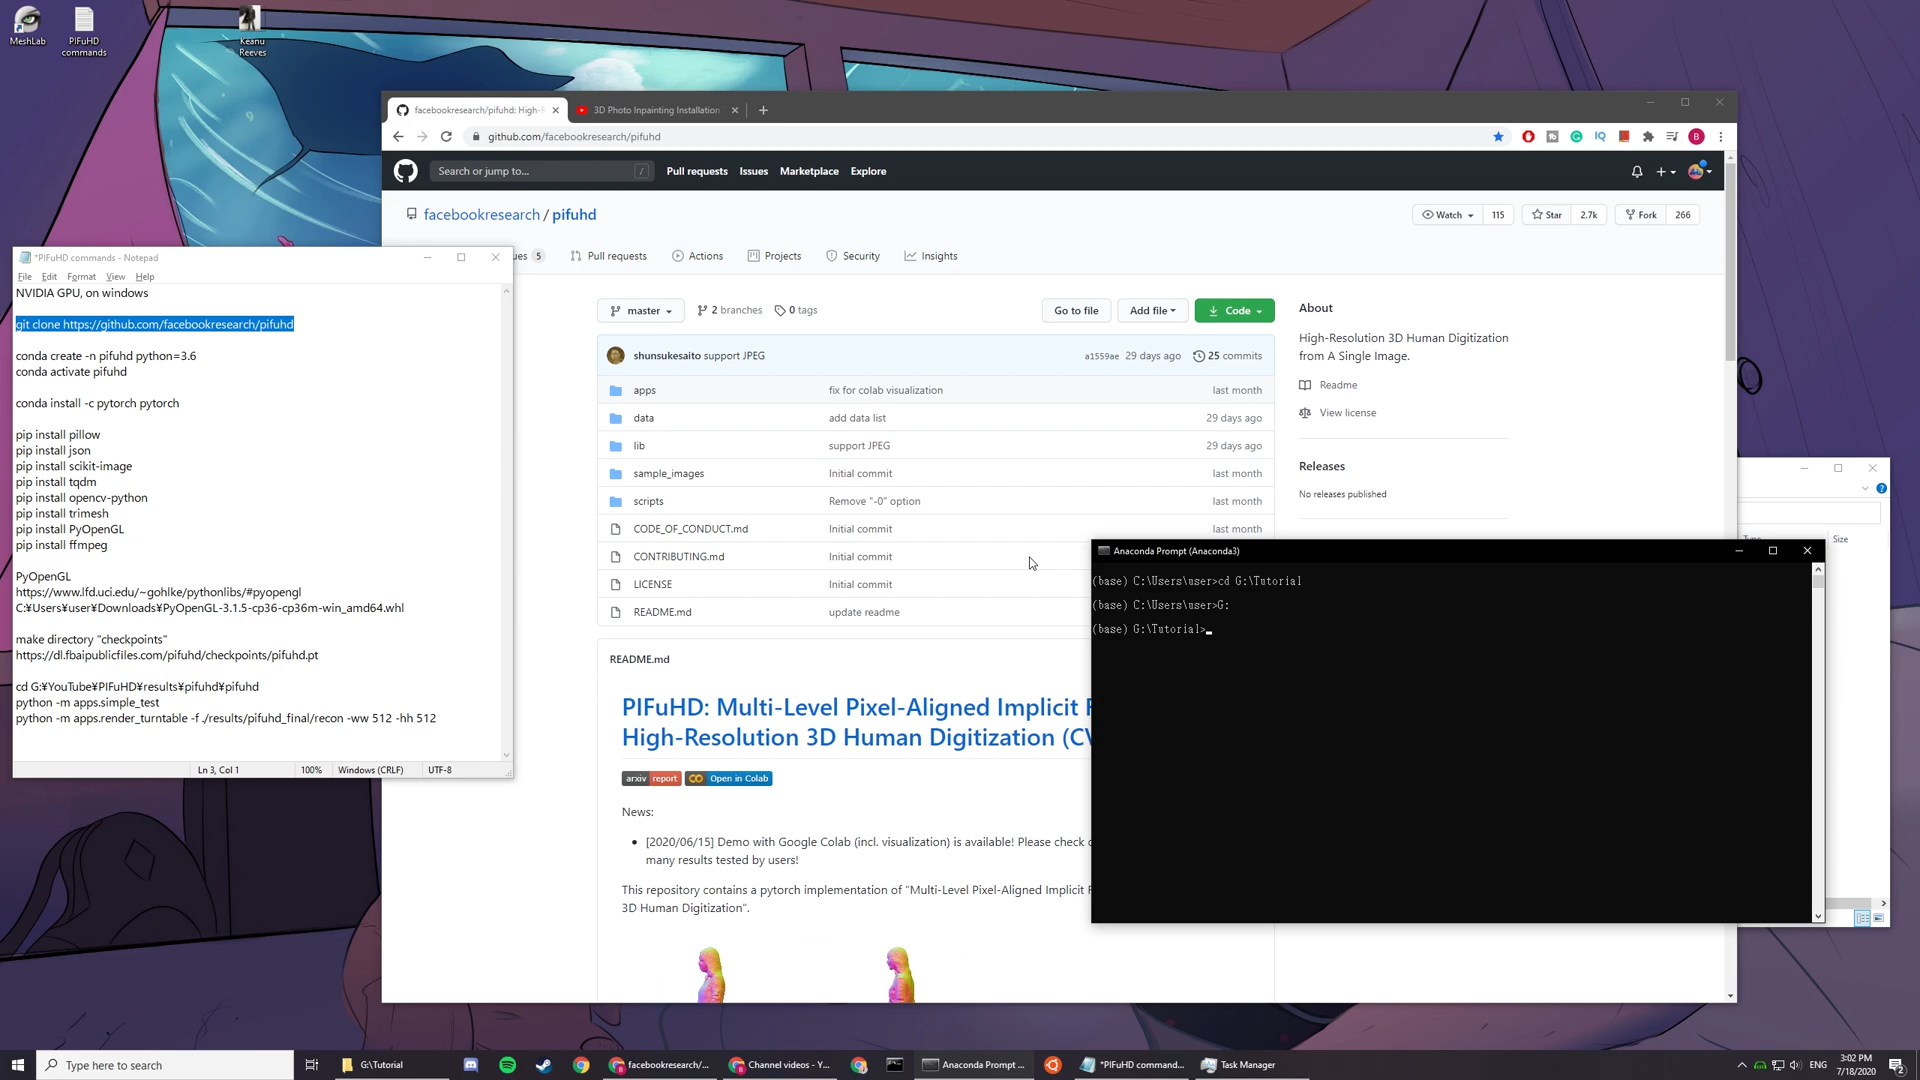 MeshLab
PIFuHD
commands
Keanu
Reeves
facebookresearch/pifuhd: High-R
3D Photo Inpainting Installation
github.com/facebookresearch/pifuhd
Search or jump to...
/
Pull requests
Issues
Marketplace
Explore
facebookresearch / pifuhd
Watch
115
Star
2.7k
Fork
266
ues 5
Pull requests
Actions
Projects
Security
Insights
master
2 branches
0 tags
Go to file
Add file
Code
shunsukesaito support JPEG
a1559ae 29 days ago
25 commits
apps
fix for colab visualization
last month
data
add data list
29 days ago
lib
support JPEG
29 days ago
sample_images
Initial commit
last month
scripts
Remove "-0" option
last month
CODE_OF_CONDUCT.md
Initial commit
last month
CONTRIBUTING.md
Initial commit
LICENSE
Initial commit
README.md
update readme
About
High-Resolution 3D Human Digitization
from A Single Image.
Readme
View license
Releases
No releases published
README.md
PIFuHD: Multi-Level Pixel-Aligned Implicit F
High-Resolution 3D Human Digitization (CV
arxiv report
Open in Colab
News:
[2020/06/15] Demo with Google Colab (incl. visualization) is available! Please check
many results tested by users!
This repository contains a pytorch implementation of "Multi-Level Pixel-Aligned Implicit F
3D Human Digitization".
*PIFuHD commands - Notepad
File Edit Format View Help
NVIDIA GPU, on windows
git clone https://github.com/facebookresearch/pifuhd
conda create -n pifuhd python=3.6
conda activate pifuhd
conda install -c pytorch pytorch
pip install pillow
pip install json
pip install scikit-image
pip install tqdm
pip install opencv-python
pip install trimesh
pip install PyOpenGL
pip install ffmpeg
PyOpenGL
https://www.lfd.uci.edu/~gohlke/pythonlibs/#pyopengl
C:¥Users¥user¥Downloads¥PyOpenGL-3.1.5-cp36-cp36m-win_amd64.whl
make directory "checkpoints"
https://dl.fbaipublicfiles.com/pifuhd/checkpoints/pifuhd.pt
cd G:¥YouTube¥PIFuHD¥results¥pifuhd¥pifuhd
python -m apps.simple_test
python -m apps.render_turntable -f ./results/pifuhd_final/recon -ww 512 -hh 512
Ln 3, Col 1
100%
Windows (CRLF)
UTF-8
Size
Anaconda Prompt (Anaconda3)
(base) C:\Users\user>cd G:\Tutorial
(base) C:\Users\user>G:
(base) G:\Tutorial>
Type here to search
G:\Tutorial
facebookresearch/...
Channel videos - Y...
Anaconda Prompt ...
*PIFuHD command...
Task Manager
ENG
3:02 PM
7/18/2020
2